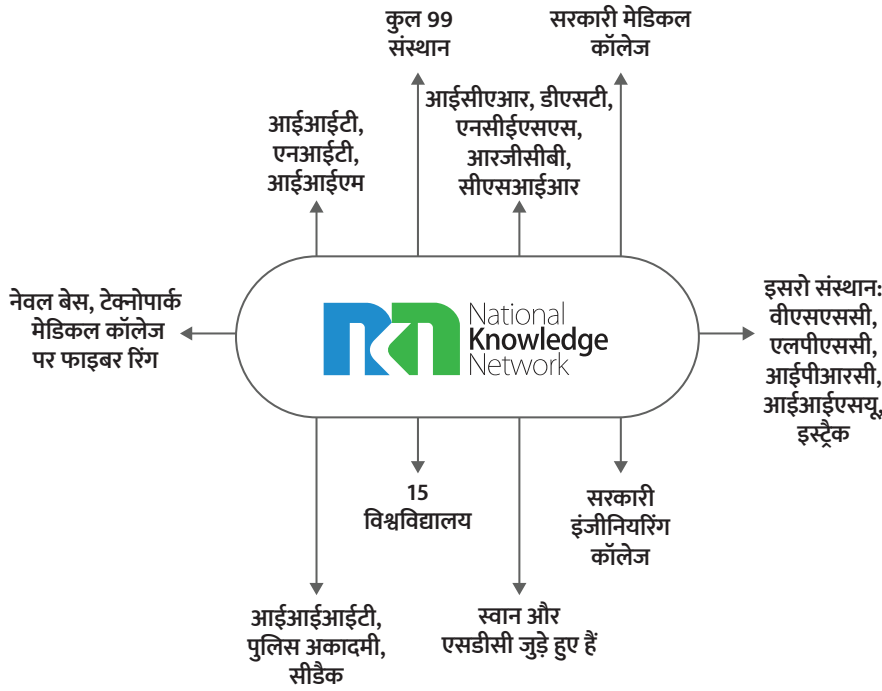 कुल 99
संस्थान
सरकारी मेडिकल
कॉलेज
आईआईटी,
एनआईटी,
आईआईएम
आईसीएआर, डीएसटी,
एनसीईएसएस,
आरजीसीबी,
सीएसआईआर
नेवल बेस, टेक्नोपार्क
मेडिकल कॉलेज
पर फाइबर रिंग
National
Knowledge
Network
इसरो संस्थान:
वीएसएससी,
एलपीएससी,
आईपीआरसी,
आईआईएसयू,
इस्ट्रैक
15
विश्वविद्यालय
सरकारी
इंजीनियरिंग
कॉलेज
आईआईआईटी,
पुलिस अकादमी,
सीडैक
स्वान और
एसडीसी जुड़े हुए हैं